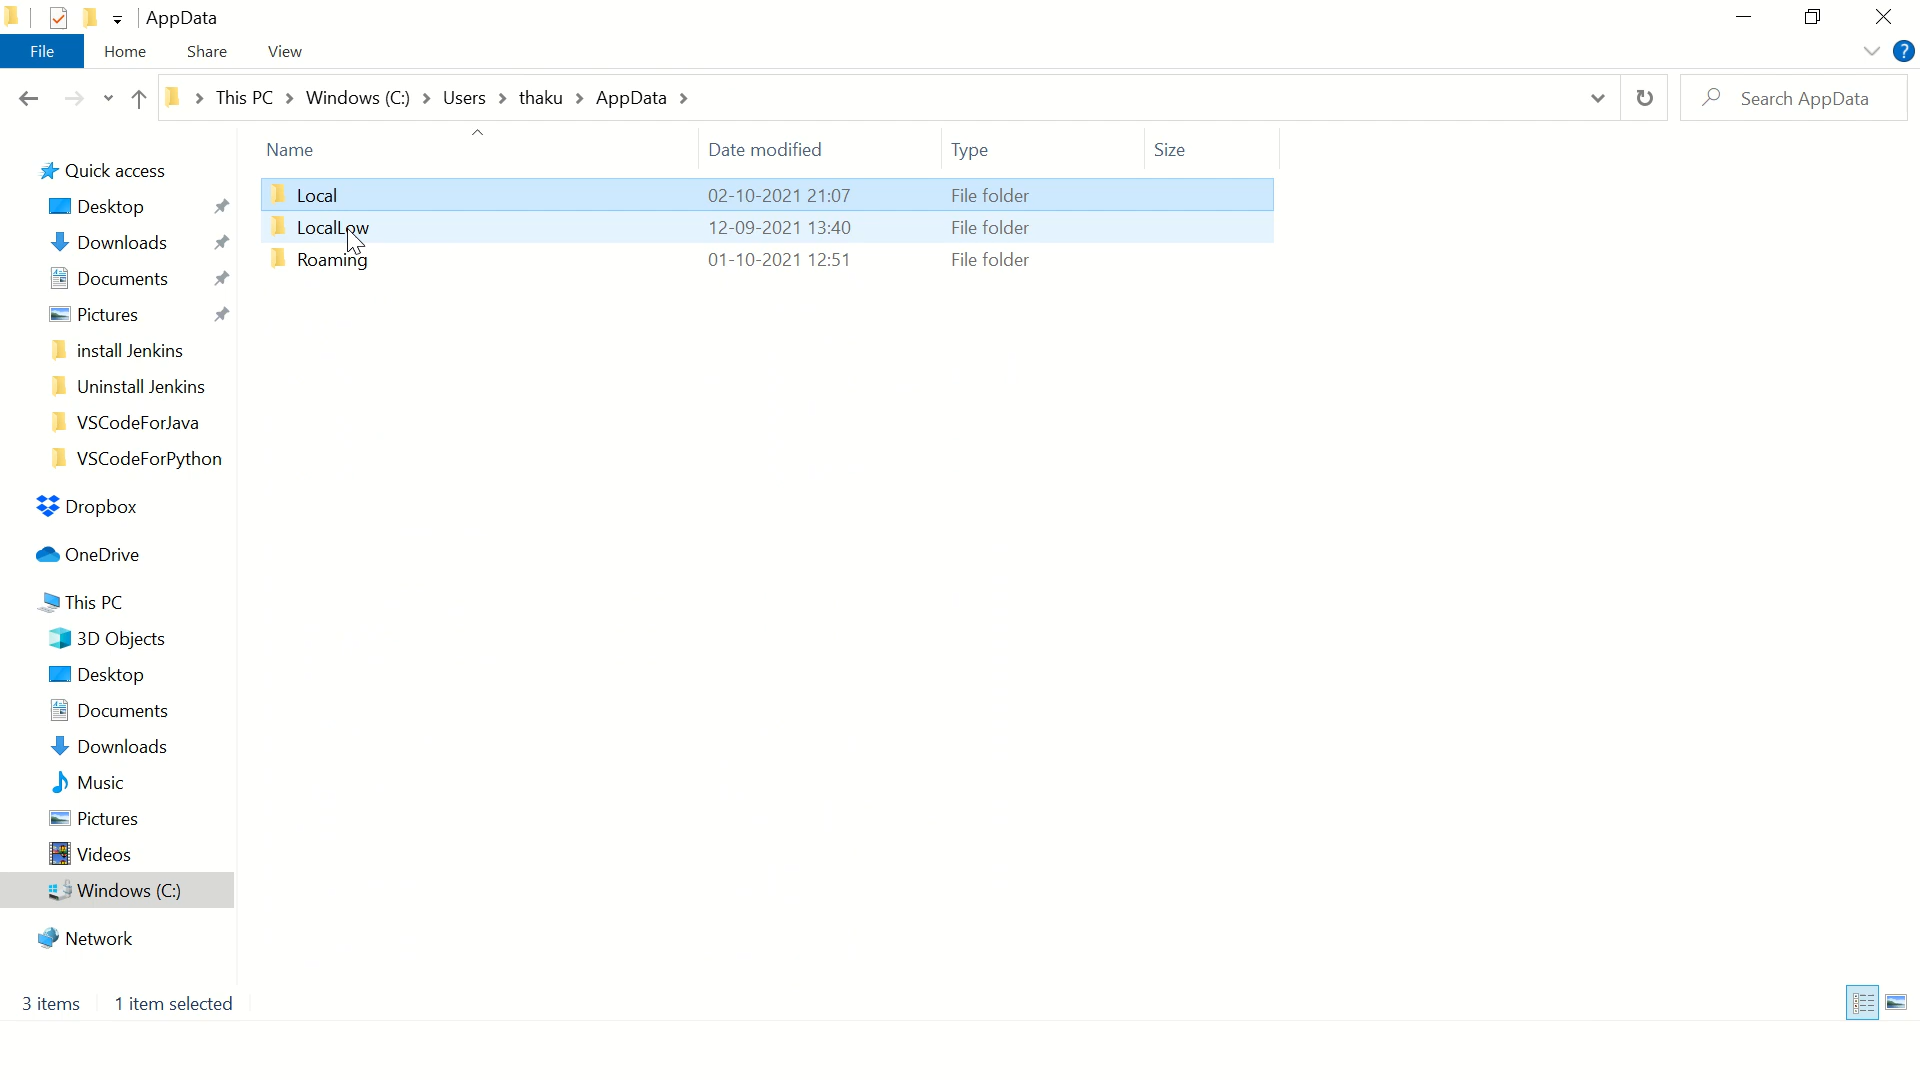 AppData
File Home Share View
This PC Windows (C:) Users thaku AppData
Search AppData
Name Date modified Type Size
Local 02-10-2021 21:07 File folder
LocalLow 12-09-2021 13:40 File folder
Roaming 01-10-2021 12:51 File folder
Quick access
Desktop
Downloads
Documents
Pictures
install Jenkins
Uninstall Jenkins
VSCodeForJava
VSCodeForPython
Dropbox
OneDrive
This PC
3D Objects
Desktop
Documents
Downloads
Music
Pictures
Videos
Windows (C:)
Network
3 items 1 item selected